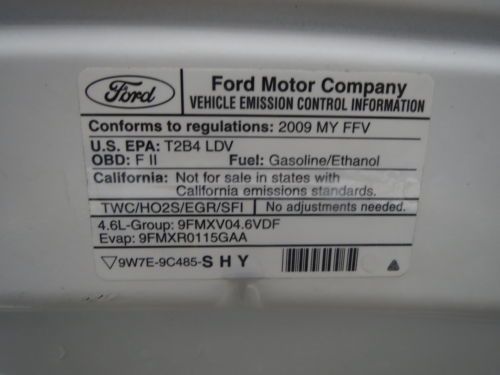 Ford
Ford Motor Company
VEHICLE EMISSION CONTROL INFORMATION
Conforms to regulations: 2009 MY FFV
U.S. EPA: T2B4 LDV
OBD: F II Fuel: Gasoline/Ethanol
California: Not for sale in states with
California emissions standards.
TWC/HO2S/EGR/SFI No adjustments needed.
4.6L-Group: 9FMXV04.6VDF
Evap: 9FMXR0115GAA
9W7E-9C485-S H Y